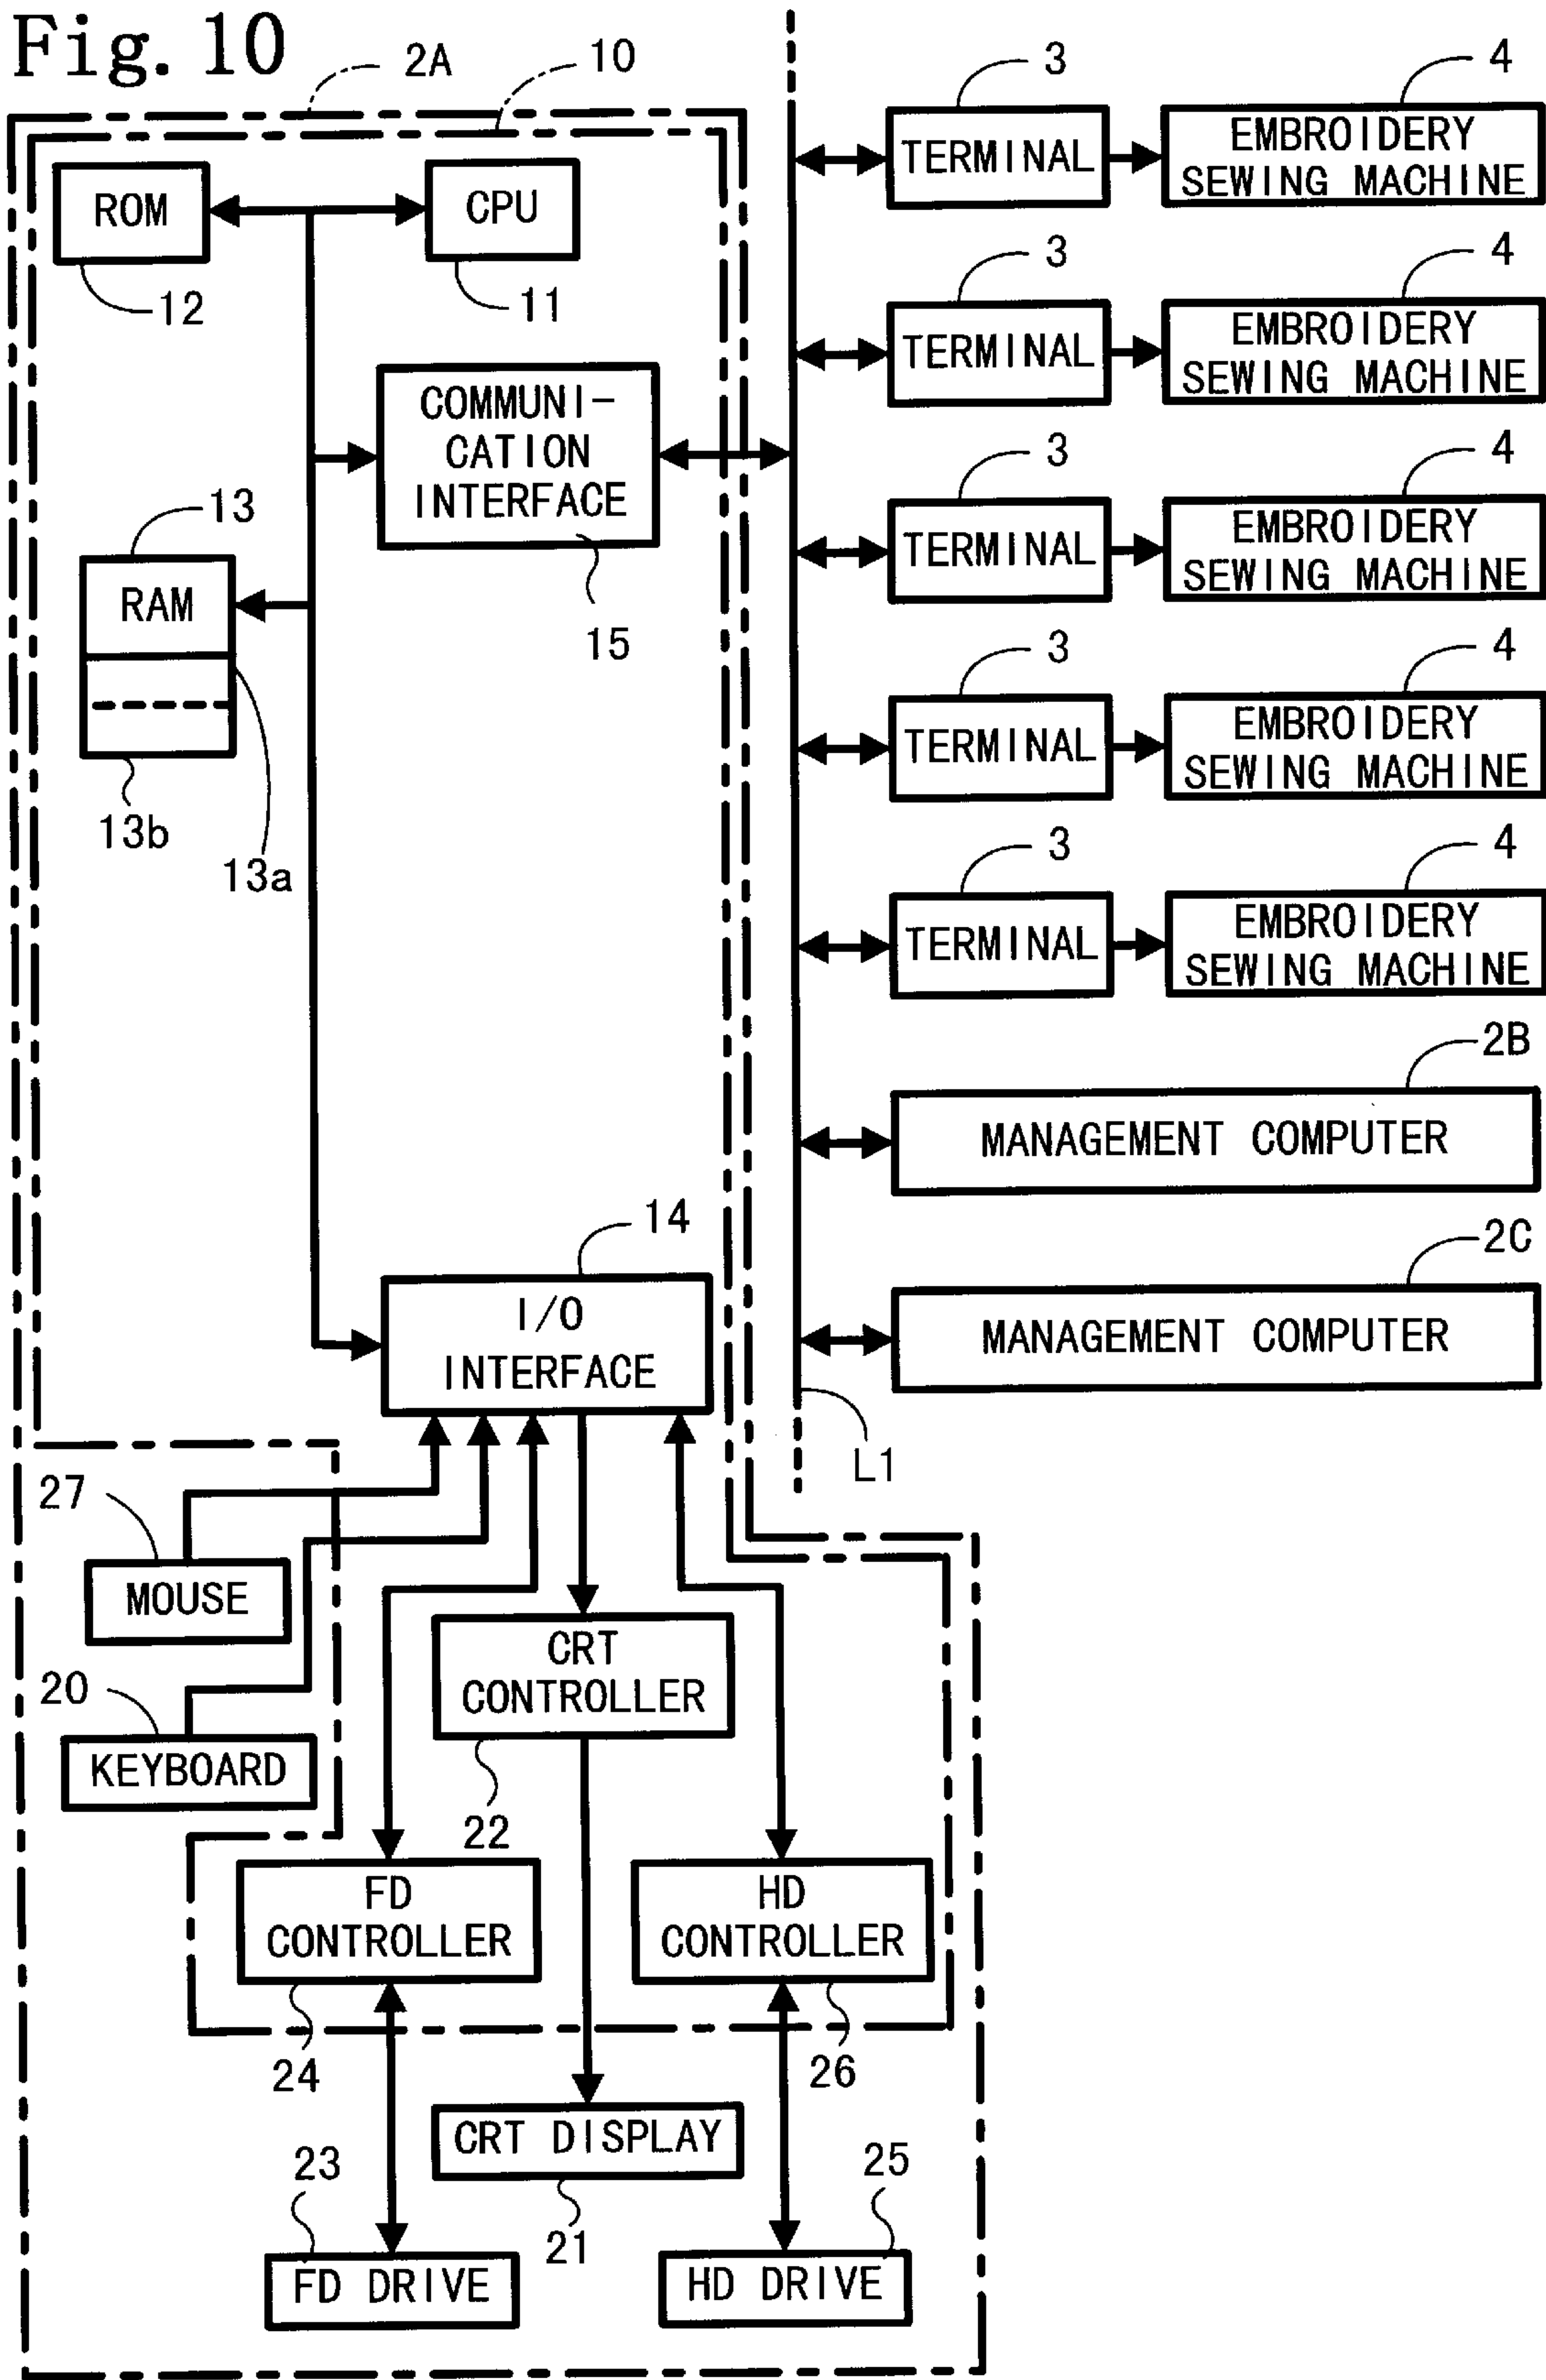 Fig. 10
2A
10
ROM
12
CPU
11
COMMUNI-
CATION
INTERFACE
15
13
RAM
13b
13a
14
I/O
INTERFACE
27
MOUSE
20
KEYBOARD
CRT
CONTROLLER
22
FD
CONTROLLER
24
HD
CONTROLLER
26
CRT DISPLAY
21
23
FD DRIVE
25
HD DRIVE
3
TERMINAL
4
EMBROIDERY
SEWING MACHINE
3
TERMINAL
4
EMBROIDERY
SEWING MACHINE
3
TERMINAL
4
EMBROIDERY
SEWING MACHINE
3
TERMINAL
4
EMBROIDERY
SEWING MACHINE
3
TERMINAL
4
EMBROIDERY
SEWING MACHINE
2B
MANAGEMENT COMPUTER
2C
MANAGEMENT COMPUTER
L1